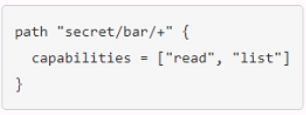 path "secret/bar/+" {
  capabilities = ["read", "list"]
}